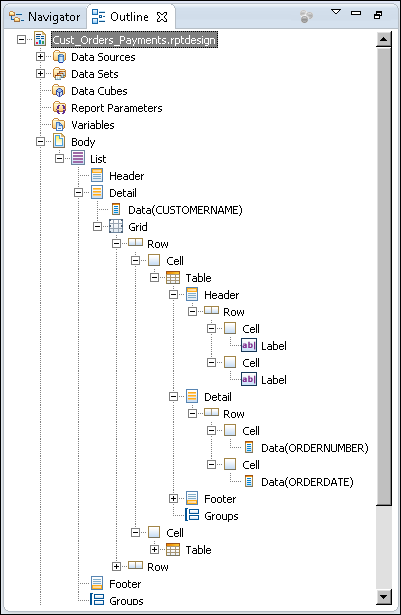 Navigator Outline
Cust_Orders_Payments.rptdesign
Data Sources
Data Sets
Data Cubes
Report Parameters
Variables
Body
List
Header
Detail
Data(CUSTOMERNAME)
Grid
Row
Cell
Table
Header
Row
Cell
ab| Label
Cell
ab| Label
Detail
Row
Cell
Data(ORDERNUMBER)
Cell
Data(ORDERDATE)
Footer
Groups
Cell
Table
Row
Footer
Groups